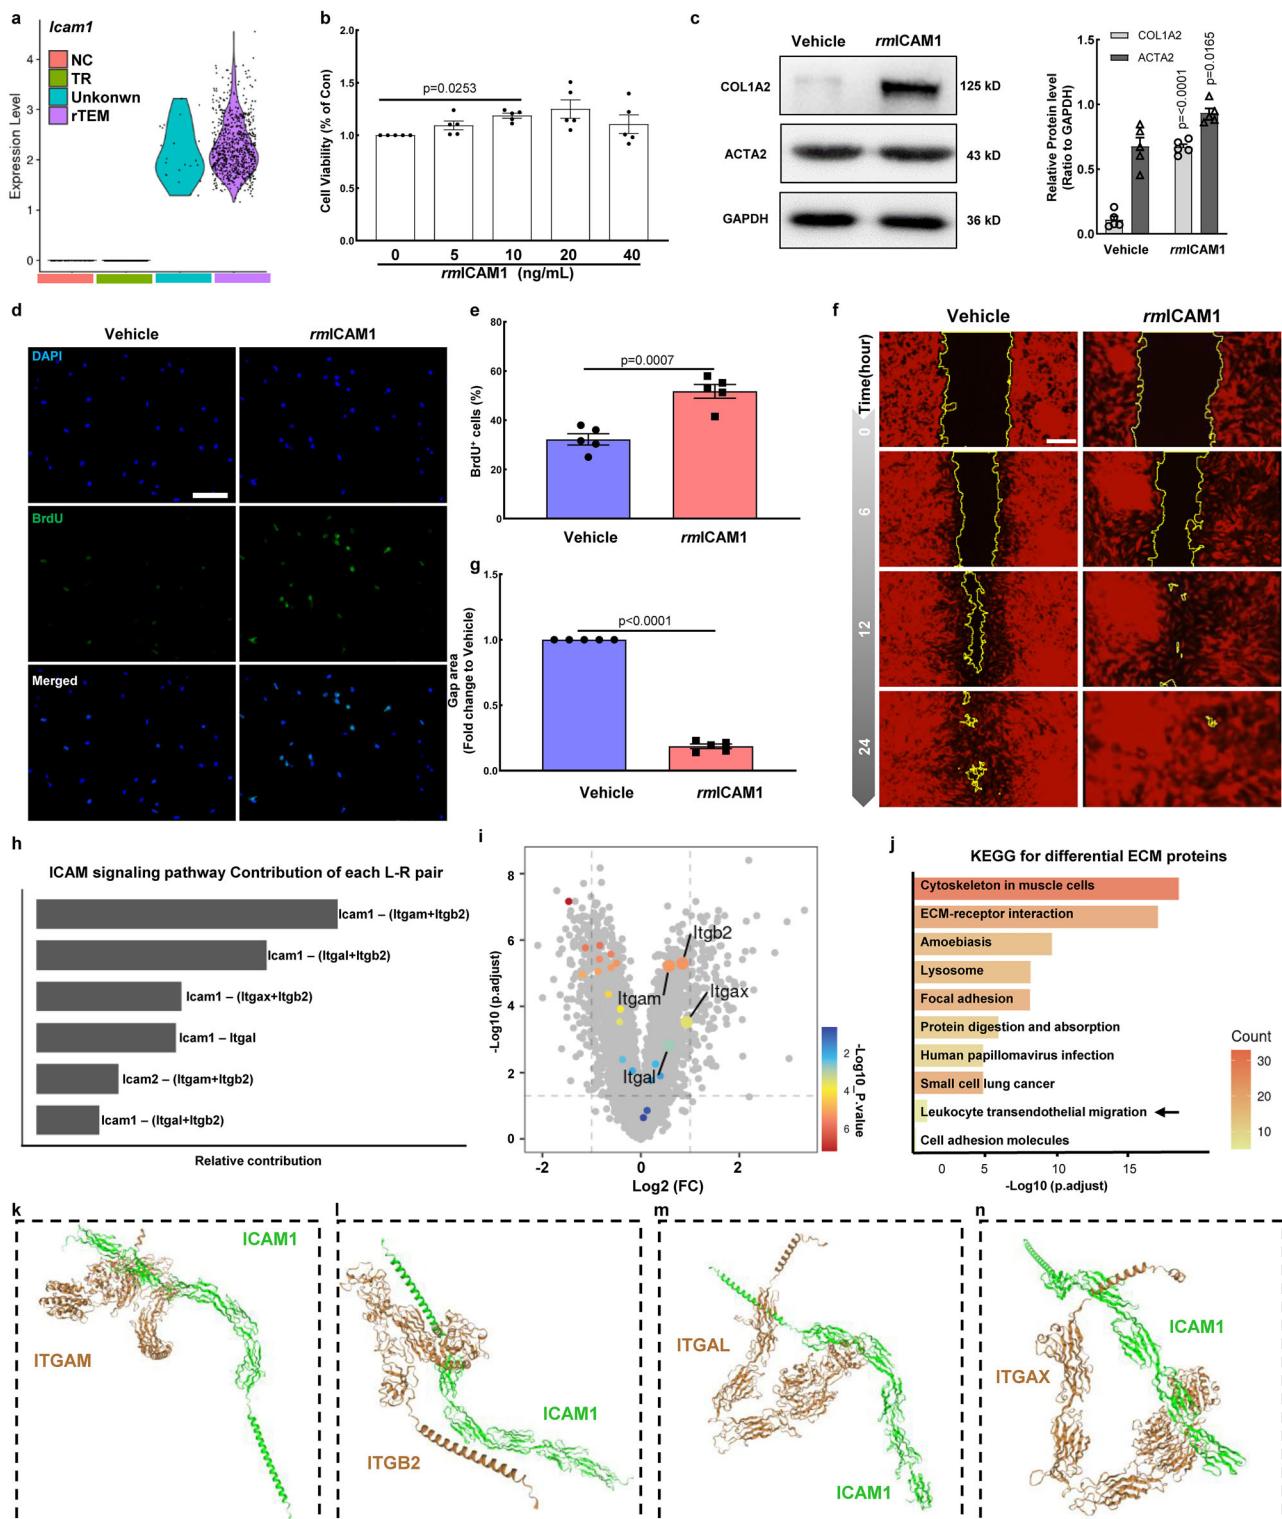 a
Icam1
NC
TR
Unkonwn
rTEM
Expression Level
4
3
2
1
0
b
Cell Viability (% of Con)
2.0
1.5
1.0
0.5
0.0
p=0.0253
0 5 10 20 40
rmICAM1 (ng/mL)
c
Vehicle rmICAM1
COL1A2 125 kD
ACTA2 43 kD
GAPDH 36 kD
Relative Protein level
(Ratio to GAPDH)
1.5
1.0
0.5
0.0
COL1A2
ACTA2
p=<0.0001
p=0.0165
Vehicle rmICAM1
d
Vehicle rmICAM1
DAPI
BrdU
Merged
e
BrdU+ cells (%)
80
60
40
20
0
p=0.0007
Vehicle rmICAM1
f
Vehicle rmICAM1
Time(hour)
0
6
12
24
g
Gap area
(Fold change to Vehicle)
1.5
1.0
0.5
0.0
p<0.0001
Vehicle rmICAM1
h
ICAM signaling pathway Contribution of each L-R pair
Icam1 – (Itgam+Itgb2)
Icam1 – (Itgal+Itgb2)
Icam1 – (Itgax+Itgb2)
Icam1 – Itgal
Icam2 – (Itgam+Itgb2)
Icam1 – (Itgal+Itgb2)
Relative contribution
i
-Log10 (p.adjust)
8
6
4
2
0
Itgb2
Itgam
Itgax
Itgal
-2 0 2
Log2 (FC)
-Log10_P.value
2
4
6
j
KEGG for differential ECM proteins
Cytoskeleton in muscle cells
ECM-receptor interaction
Amoebiasis
Lysosome
Focal adhesion
Protein digestion and absorption
Human papillomavirus infection
Small cell lung cancer
Leukocyte transendothelial migration
Cell adhesion molecules
0 5 10 15
-Log10 (p.adjust)
Count
30
20
10
k
ICAM1
ITGAM
l
ICAM1
ITGB2
m
ITGAL
ICAM1
n
ICAM1
ITGAX